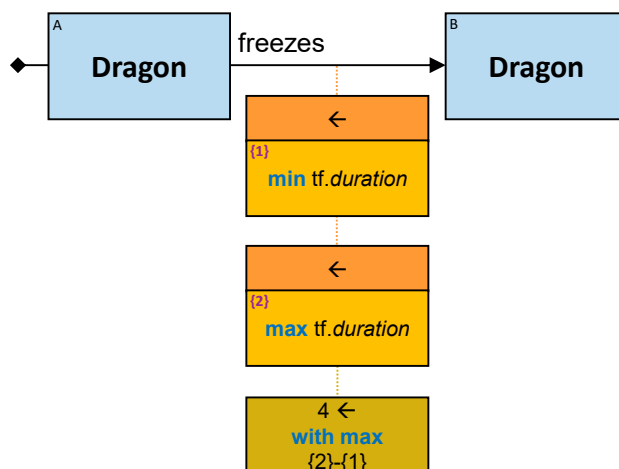 A
Dragon
freezes
B
Dragon
←
{1}
min tf.duration
←
{2}
max tf.duration
4 ←
with max
{2}-{1}